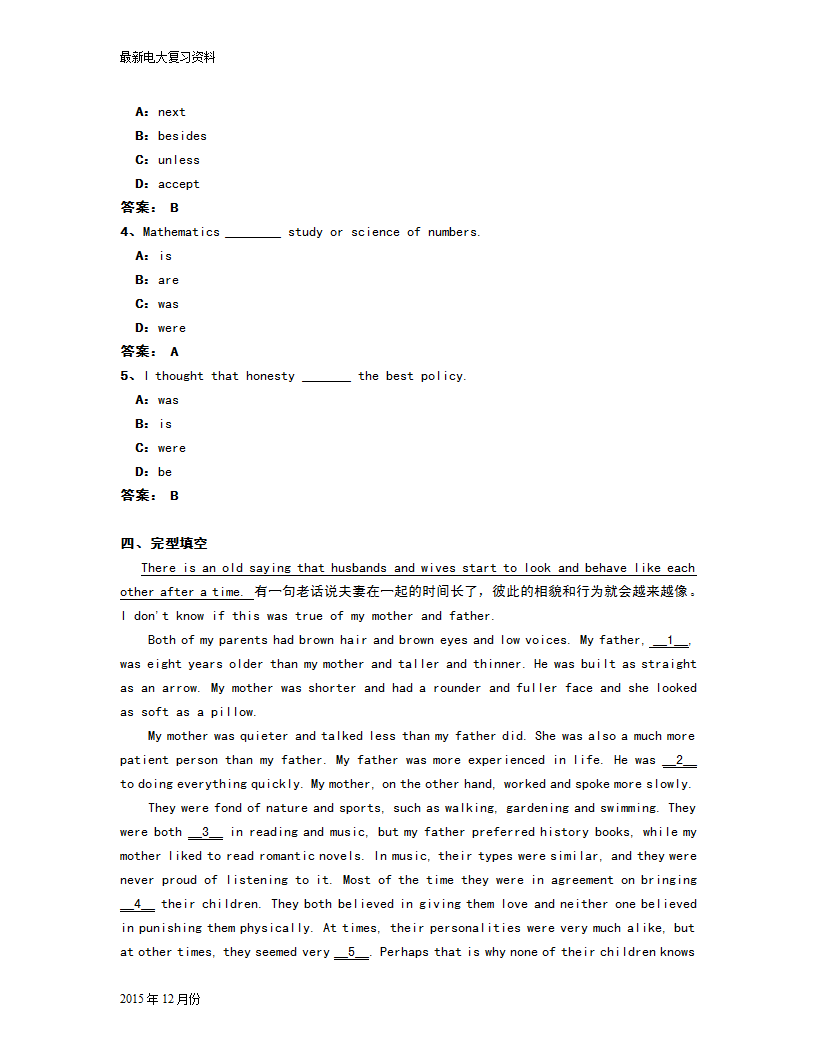 最新电大复习资料
A：next
B：besides
C：unless
D：accept
答案： B
4、Mathematics ________ study or science of numbers.
A：is
B：are
C：was
D：were
答案： A
5、I thought that honesty _______ the best policy.
A：was
B：is
C：were
D：be
答案： B
四、完型填空
There is an old saying that husbands and wives start to look and behave like each
other after a time. 有一句老话说夫妻在一起的时间长了，彼此的相貌和行为就会越来越像。
I don't know if this was true of my mother and father.
Both of my parents had brown hair and brown eyes and low voices. My father, __1__,
was eight years older than my mother and taller and thinner. He was built as straight
as an arrow. My mother was shorter and had a rounder and fuller face and she looked
as soft as a pillow.
My mother was quieter and talked less than my father did. She was also a much more
patient person than my father. My father was more experienced in life. He was __2__
to doing everything quickly. My mother, on the other hand, worked and spoke more slowly.
They were fond of nature and sports, such as walking, gardening and swimming. They
were both __3__ in reading and music, but my father preferred history books, while my
mother liked to read romantic novels. In music, their types were similar, and they were
never proud of listening to it. Most of the time they were in agreement on bringing
__4__ their children. They both believed in giving them love and neither one believed
in punishing them physically. At times, their personalities were very much alike, but
at other times, they seemed very __5__. Perhaps that is why none of their children knows
2015 年 12 月份